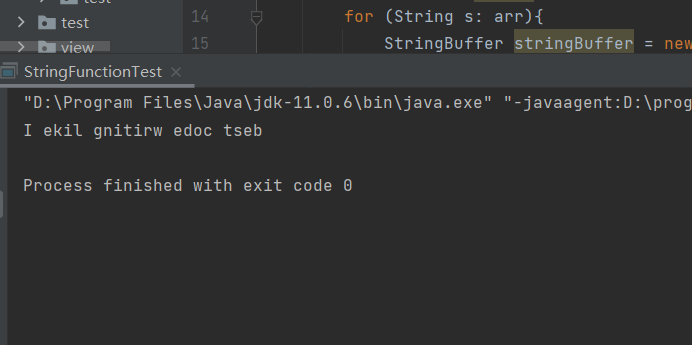 test
test
view
14 for (String s: arr){
15 StringBuffer stringBuffer = new
StringFunctionTest
"D:\Program Files\Java\jdk-11.0.6\bin\java.exe" "-javaagent:D:\prog
I ekil gnitirw edoc tseb
Process finished with exit code 0